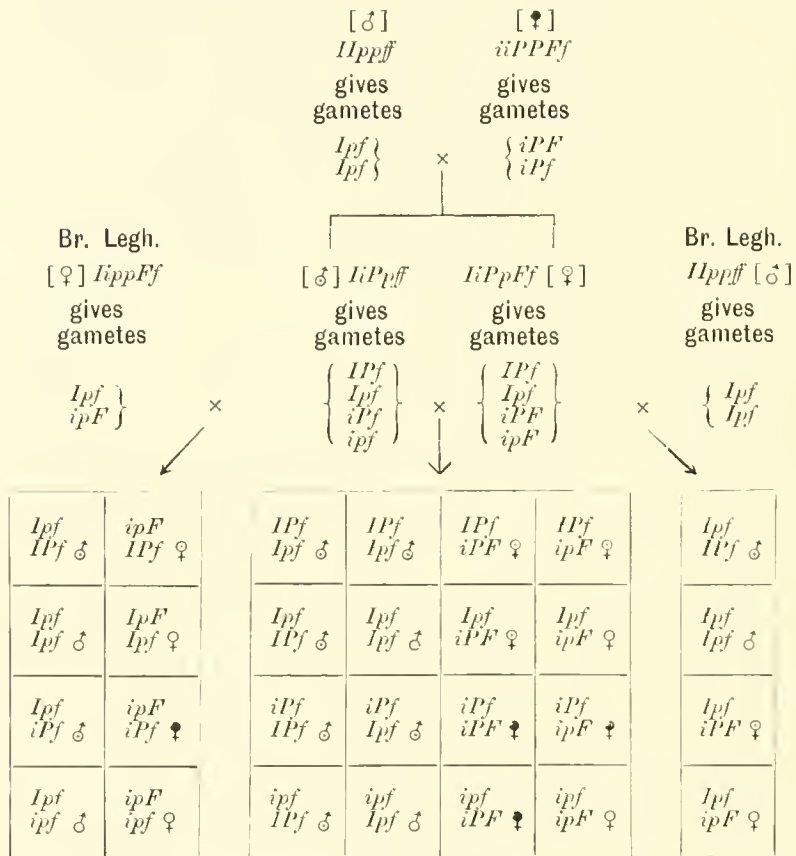 [♂] [♀]
IIppff iiPPFf
gives gives
gametes gametes
Ipf } { iPF
Ipf } × { iPf
Br. Legh. Br. Legh.
[♀] IippFf [♂] IiPpff IiPpFf [♀] IIppff [♂]
gives gives gives gives
gametes gametes gametes gametes
IPf IPf
Ipf } Ipf Ipf { Ipf
ipF } × iPf × iPF × { Ipf
ipf ipF
Ipf ipF IPf IPf IPf IPf Ipf
IPf ♂ IPf ♀ Ipf ♂ Ipf ♂ iPF ♀ ipF ♀ IPf ♂
Ipf IpF Ipf Ipf Ipf Ipf Ipf
Ipf ♂ Ipf ♀ IPf ♂ Ipf ♂ iPF ♀ ipF ♀ Ipf ♂
Ipf ipF iPf iPf iPf iPf Ipf
iPf ♂ iPf ♀ IPf ♂ Ipf ♂ iPF ♀ ipF ♀ iPF ♀
Ipf ipF ipf ipf ipf ipf Ipf
ipf ♂ ipf ♀ IPf ♂ Ipf ♂ iPF ♀ ipF ♀ ipF ♀